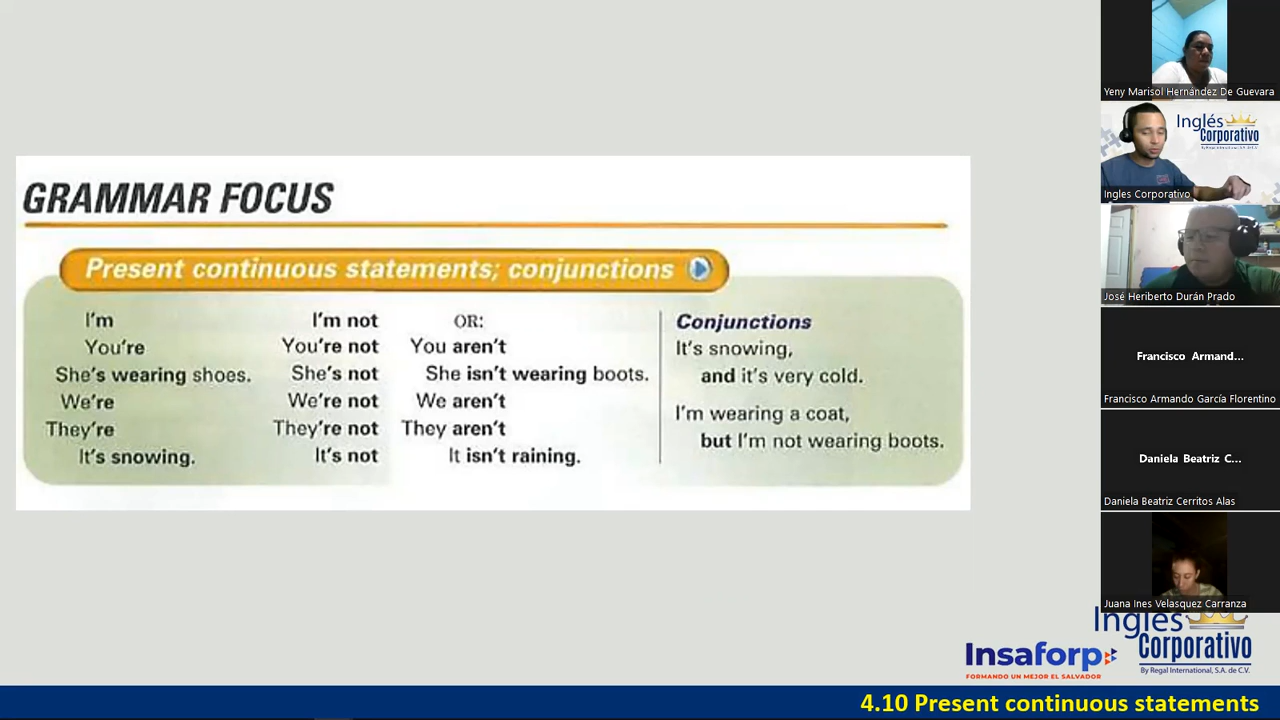 GRAMMAR FOCUS
Present continuous statements; conjunctions
I'm I'm not OR:
You're You're not You aren't
She's wearing shoes. She's not She isn't wearing boots.
We're We're not We aren't
They're They're not They aren't
It's snowing. It's not It isn't raining.
Conjunctions
It's snowing,
and it's very cold.
I'm wearing a coat,
but I'm not wearing boots.
Yeny Marisol Hernández De Guevara
Inglés
Corporativo
By Regal International, S.A. de C.V.
Ingles Corporativo
José Heriberto Durán Prado
Francisco Armand...
Francisco Armando García Florentino
Daniela Beatriz C...
Daniela Beatriz Cerritos Alas
Juana Ines Velasquez Carranza
Insaforp
FORMANDO UN MEJOR EL SALVADOR
Inglés
Corporativo
By Regal International, S.A. de C.V.
4.10 Present continuous statements